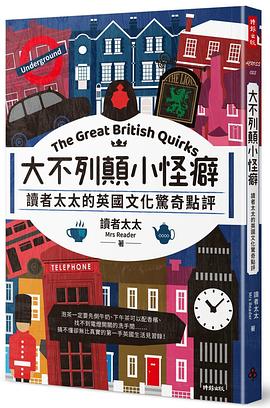 Underground
THE LION
The Great British Quirks
大不列顛小怪癖
讀者太太的英國文化驚奇點評
讀者太太
Mrs Reader
著
TELEPHONE
泡茶一定要先倒牛奶、下午茶可以配香檳、
找不到電燈開關的洗手間……
搞不懂卻無比真實的第一手英國生活見習錄！
大不列顛小怪癖
讀者太太的英國文化驚奇點評
讀者太太
Mrs Reader
著
時報出版